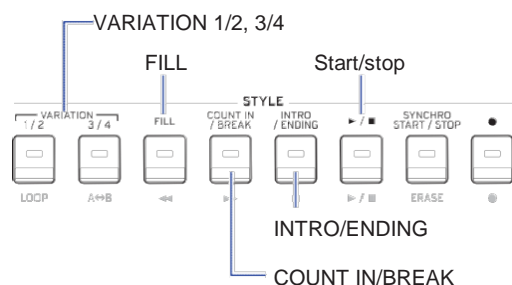 VARIATION 1/2, 3/4
FILL Start/stop
STYLE
VARIATION
1 / 2 3 / 4 FILL COUNT IN / BREAK INTRO / ENDING ►/■ SYNCHRO START / STOP ●
LOOP A↔B ◄◄ ►► ►/■ ERASE
INTRO/ENDING
COUNT IN/BREAK